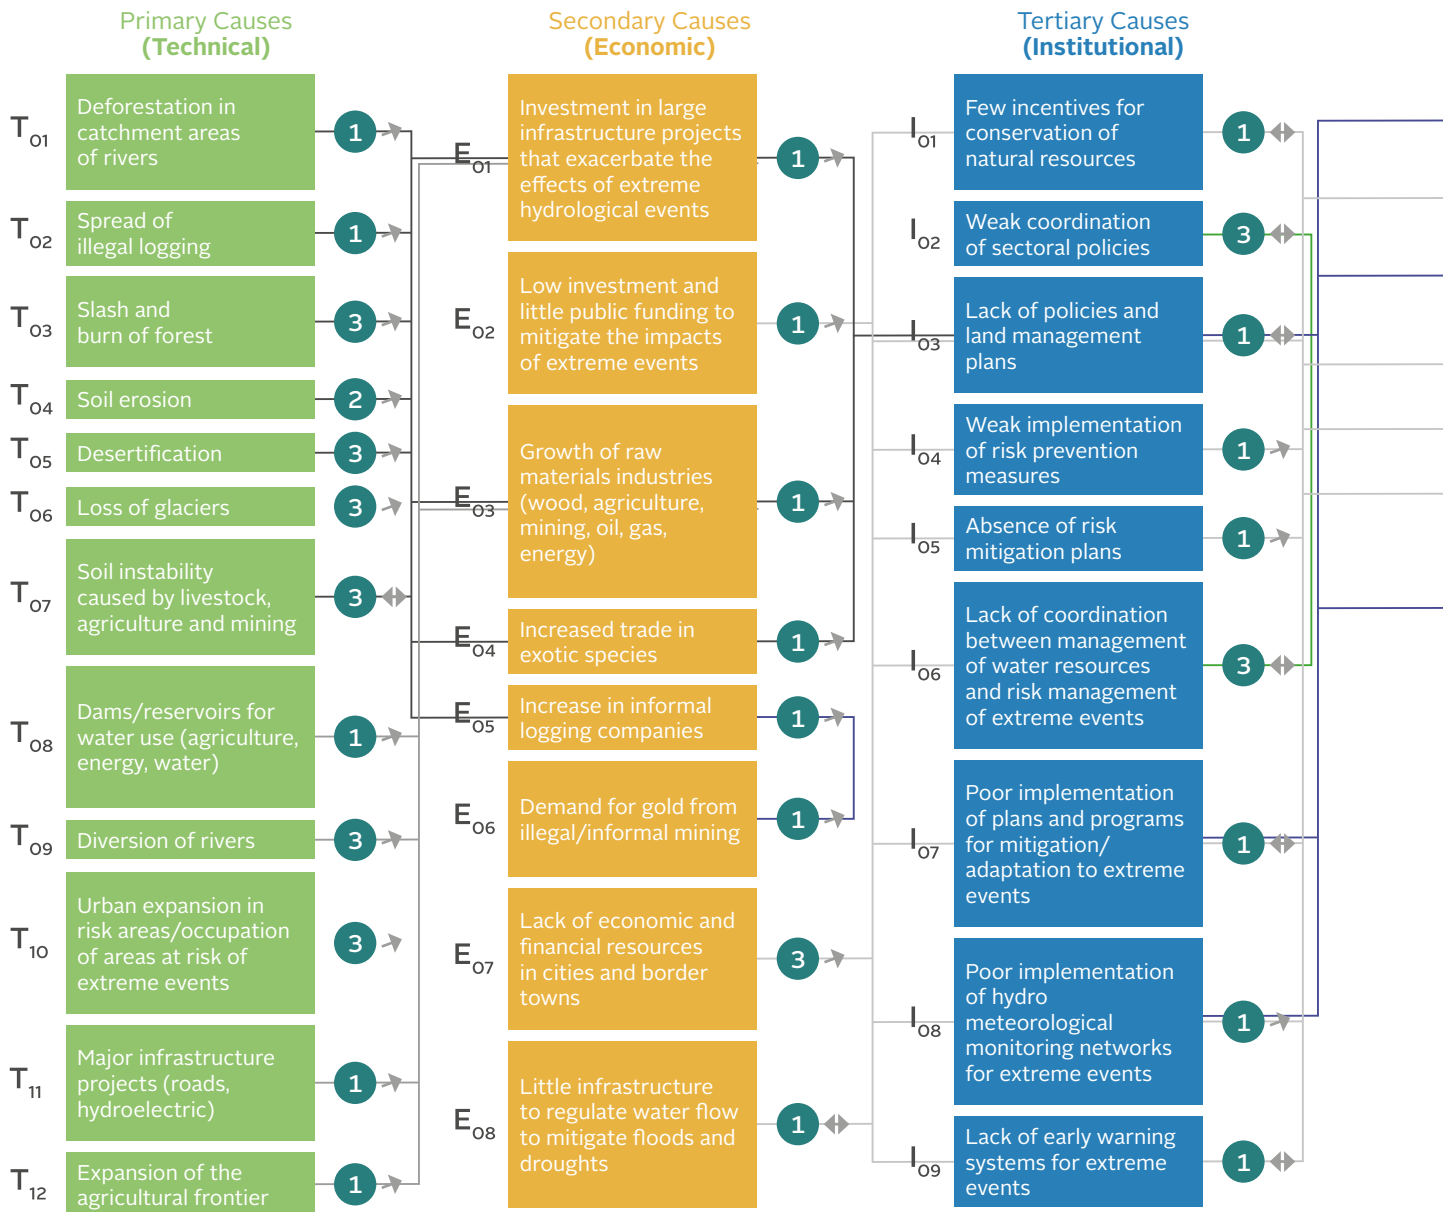 Primary Causes
(Technical)
T01
Deforestation in
catchment areas
of rivers
1
T02
Spread of
illegal logging
1
T03
Slash and
burn of forest
3
T04
Soil erosion
2
T05
Desertification
3
T06
Loss of glaciers
3
T07
Soil instability
caused by livestock,
agriculture and mining
3
T08
Dams/reservoirs for
water use (agriculture,
energy, water)
1
T09
Diversion of rivers
3
T10
Urban expansion in
risk areas/occupation
of areas at risk of
extreme events
3
T11
Major infrastructure
projects (roads,
hydroelectric)
1
T12
Expansion of the
agricultural frontier
1
Secondary Causes
(Economic)
E01
Investment in large
infrastructure projects
that exacerbate the
effects of extreme
hydrological events
1
E02
Low investment and
little public funding to
mitigate the impacts
of extreme events
1
E03
Growth of raw
materials industries
(wood, agriculture,
mining, oil, gas,
energy)
1
E04
Increased trade in
exotic species
1
E05
Increase in informal
logging companies
1
E06
Demand for gold from
illegal/informal mining
1
E07
Lack of economic and
financial resources
in cities and border
towns
3
E08
Little infrastructure
to regulate water flow
to mitigate floods and
droughts
1
Tertiary Causes
(Institutional)
I01
Few incentives for
conservation of
natural resources
1
I02
Weak coordination
of sectoral policies
3
I03
Lack of policies and
land management
plans
1
I04
Weak implementation
of risk prevention
measures
1
I05
Absence of risk
mitigation plans
1
I06
Lack of coordination
between management
of water resources
and risk management
of extreme events
3
I07
Poor implementation
of plans and programs
for mitigation/
adaptation to extreme
events
1
I08
Poor implementation
of hydro
meteorological
monitoring networks
for extreme events
1
I09
Lack of early warning
systems for extreme
events
1